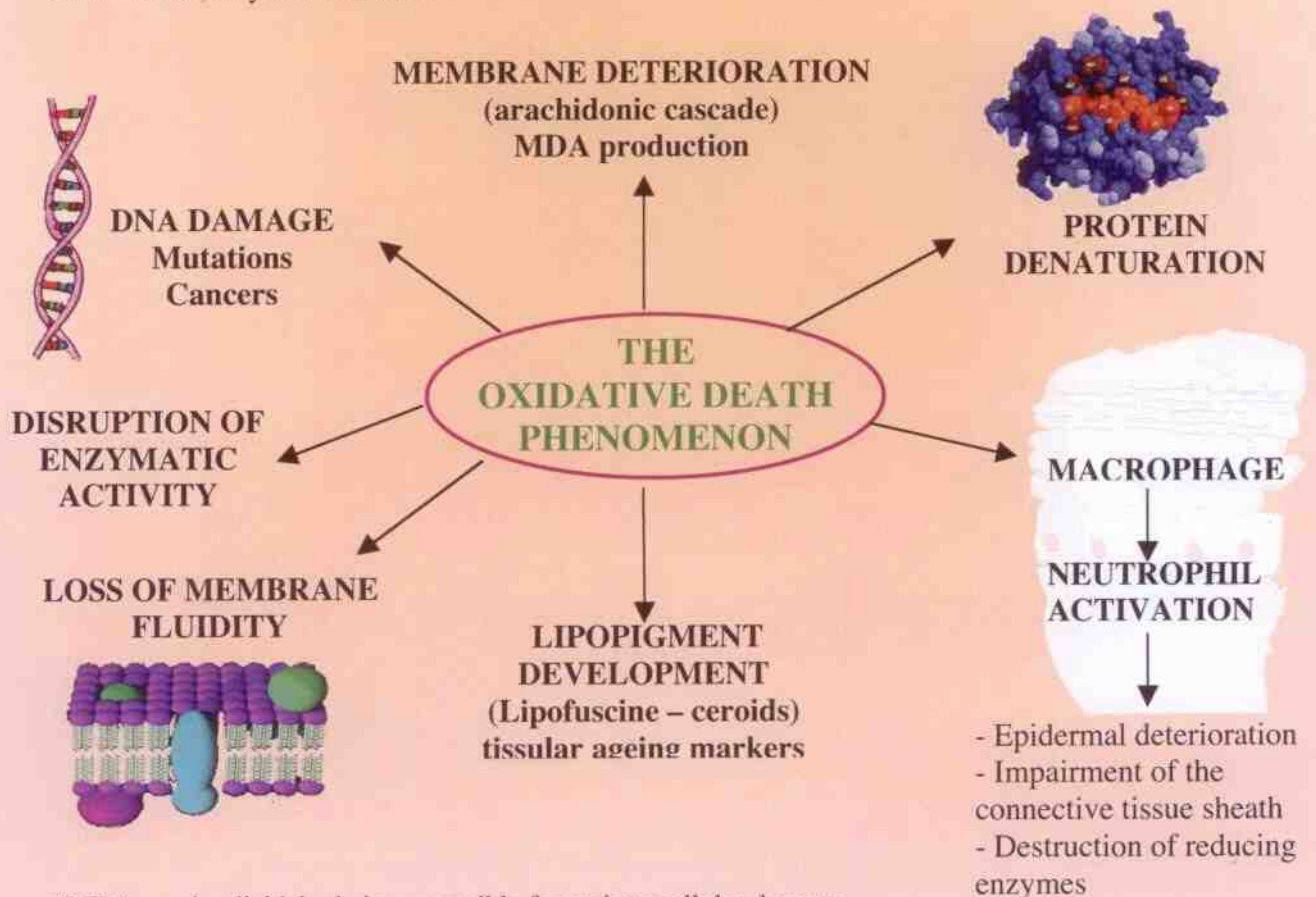 MEMBRANE DETERIORATION
(arachidonic cascade)
MDA production
DNA DAMAGE
Mutations
Cancers
PROTEIN
DENATURATION
THE
OXIDATIVE DEATH
PHENOMENON
DISRUPTION OF
ENZYMATIC
ACTIVITY
MACROPHAGE
NEUTROPHIL
ACTIVATION
LOSS OF MEMBRANE
FLUIDITY
LIPOPIGMENT
DEVELOPMENT
(Lipofuscine – ceroids)
tissular ageing markers
- Epidermal deterioration
- Impairment of the
connective tissue sheath
- Destruction of reducing
enzymes